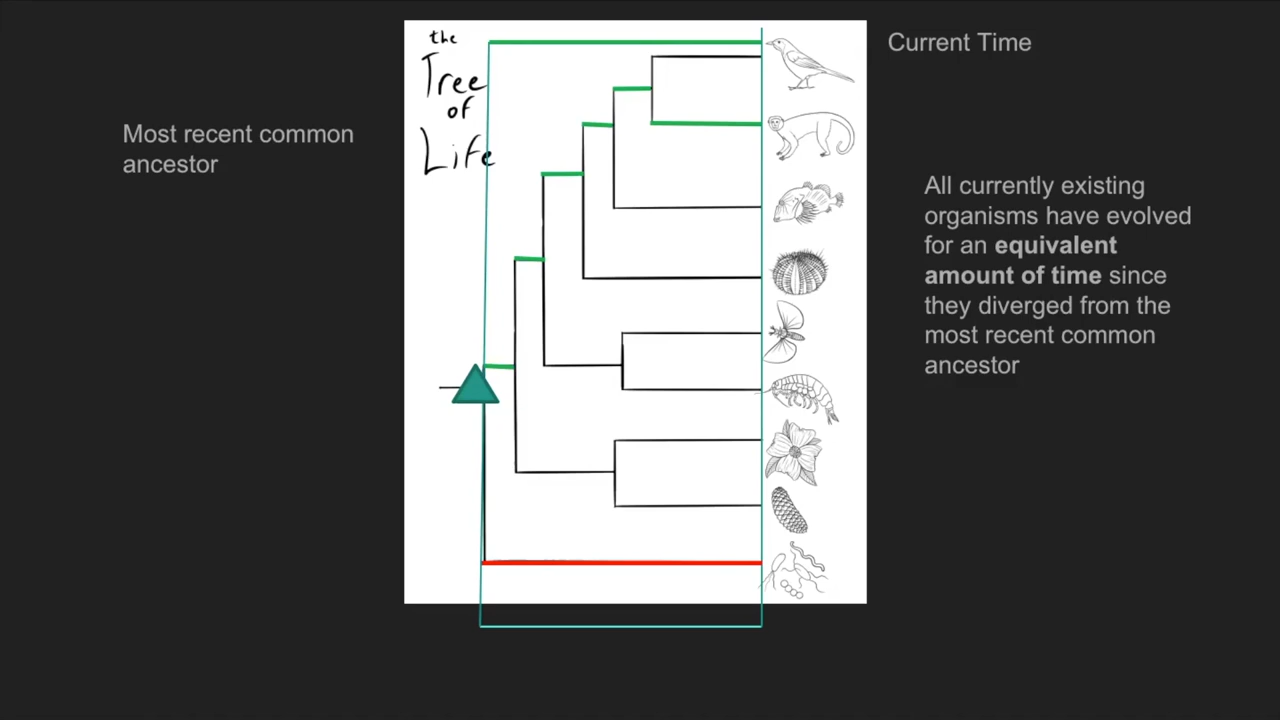 the
Tree
of
Life
Current Time
Most recent common
ancestor
All currently existing
organisms have evolved
for an equivalent
amount of time since
they diverged from the
most recent common
ancestor